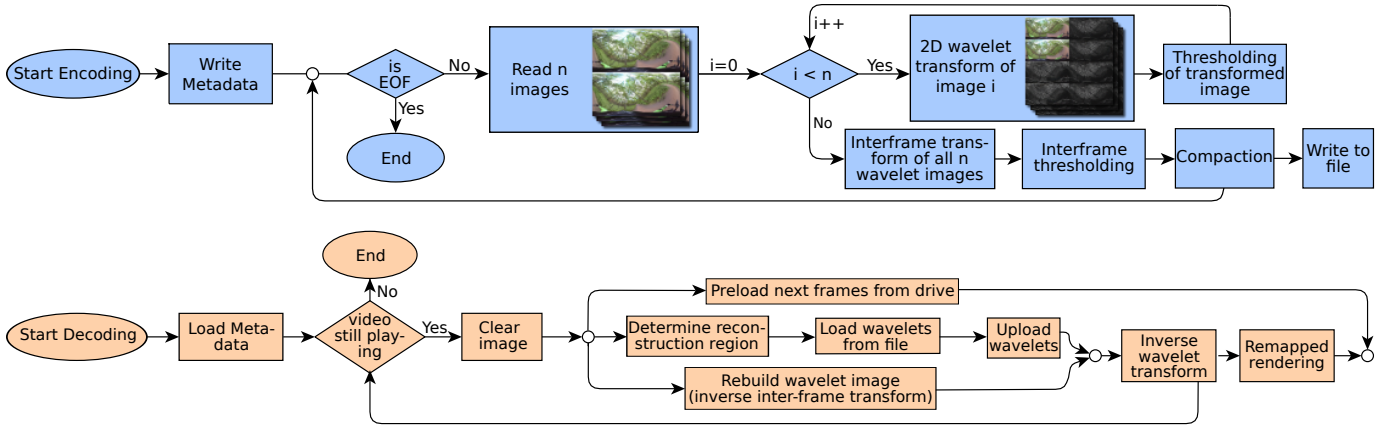 Start Encoding
Write
Metadata
is
EOF
No
Yes
End
Read n
images
i=0
i++
i < n
Yes
No
2D wavelet
transform of
image i
Thresholding
of transformed
image
Interframe trans-
form of all n
wavelet images
Interframe
thresholding
Compaction
Write to
file
Start Decoding
Load Meta-
data
End
No
video
still play-
ing
Yes
Clear
image
Preload next frames from drive
Determine recon-
struction region
Load wavelets
from file
Upload
wavelets
Rebuild wavelet image
(inverse inter-frame transform)
Inverse
wavelet
transform
Remapped
rendering